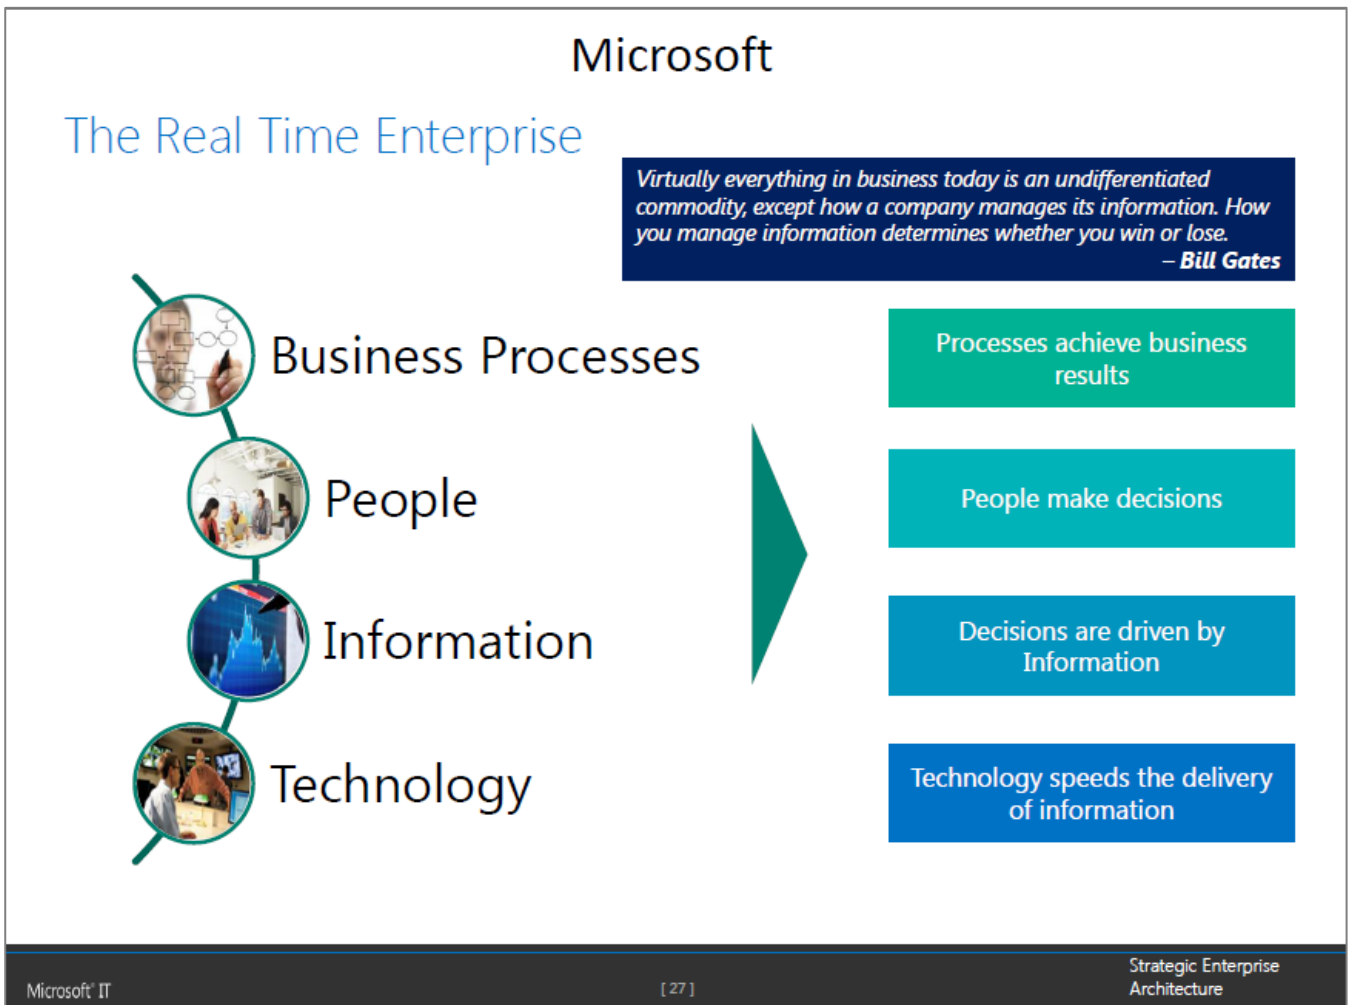 Microsoft
The Real Time Enterprise
Virtually everything in business today is an undifferentiated
commodity, except how a company manages its information. How
you manage information determines whether you win or lose.
– Bill Gates
Business Processes
Processes achieve business
results
People
People make decisions
Information
Decisions are driven by
Information
Technology
Technology speeds the delivery
of information
Microsoft® IT
[ 27 ]
Strategic Enterprise
Architecture